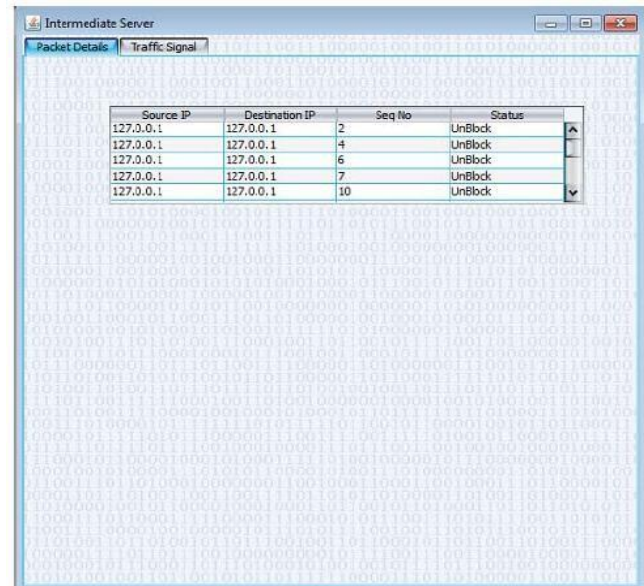 Intermediate Server
Packet Details Traffic Signal
Source IP Destination IP Seq No Status
127.0.0.1 127.0.0.1 2 UnBlock
127.0.0.1 127.0.0.1 4 UnBlock
127.0.0.1 127.0.0.1 6 UnBlock
127.0.0.1 127.0.0.1 7 UnBlock
127.0.0.1 127.0.0.1 10 UnBlock